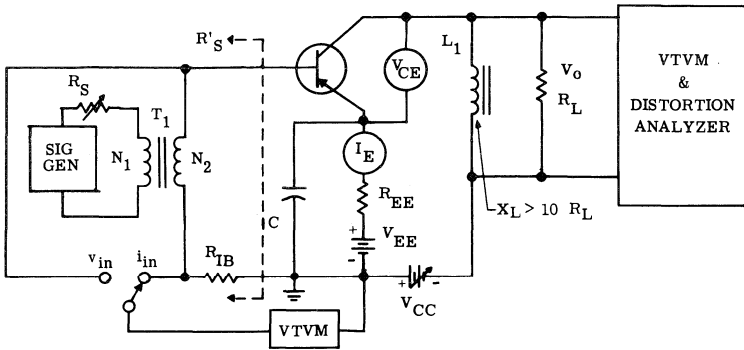 R'S
L1
VCE
RS
T1
SIG
GEN
N1
N2
IE
Vo
RL
VTVM
&
DISTORTION
ANALYZER
REE
C
XL > 10 RL
+
VEE
-
vin
iin
RIB
+
-
VCC
VTVM